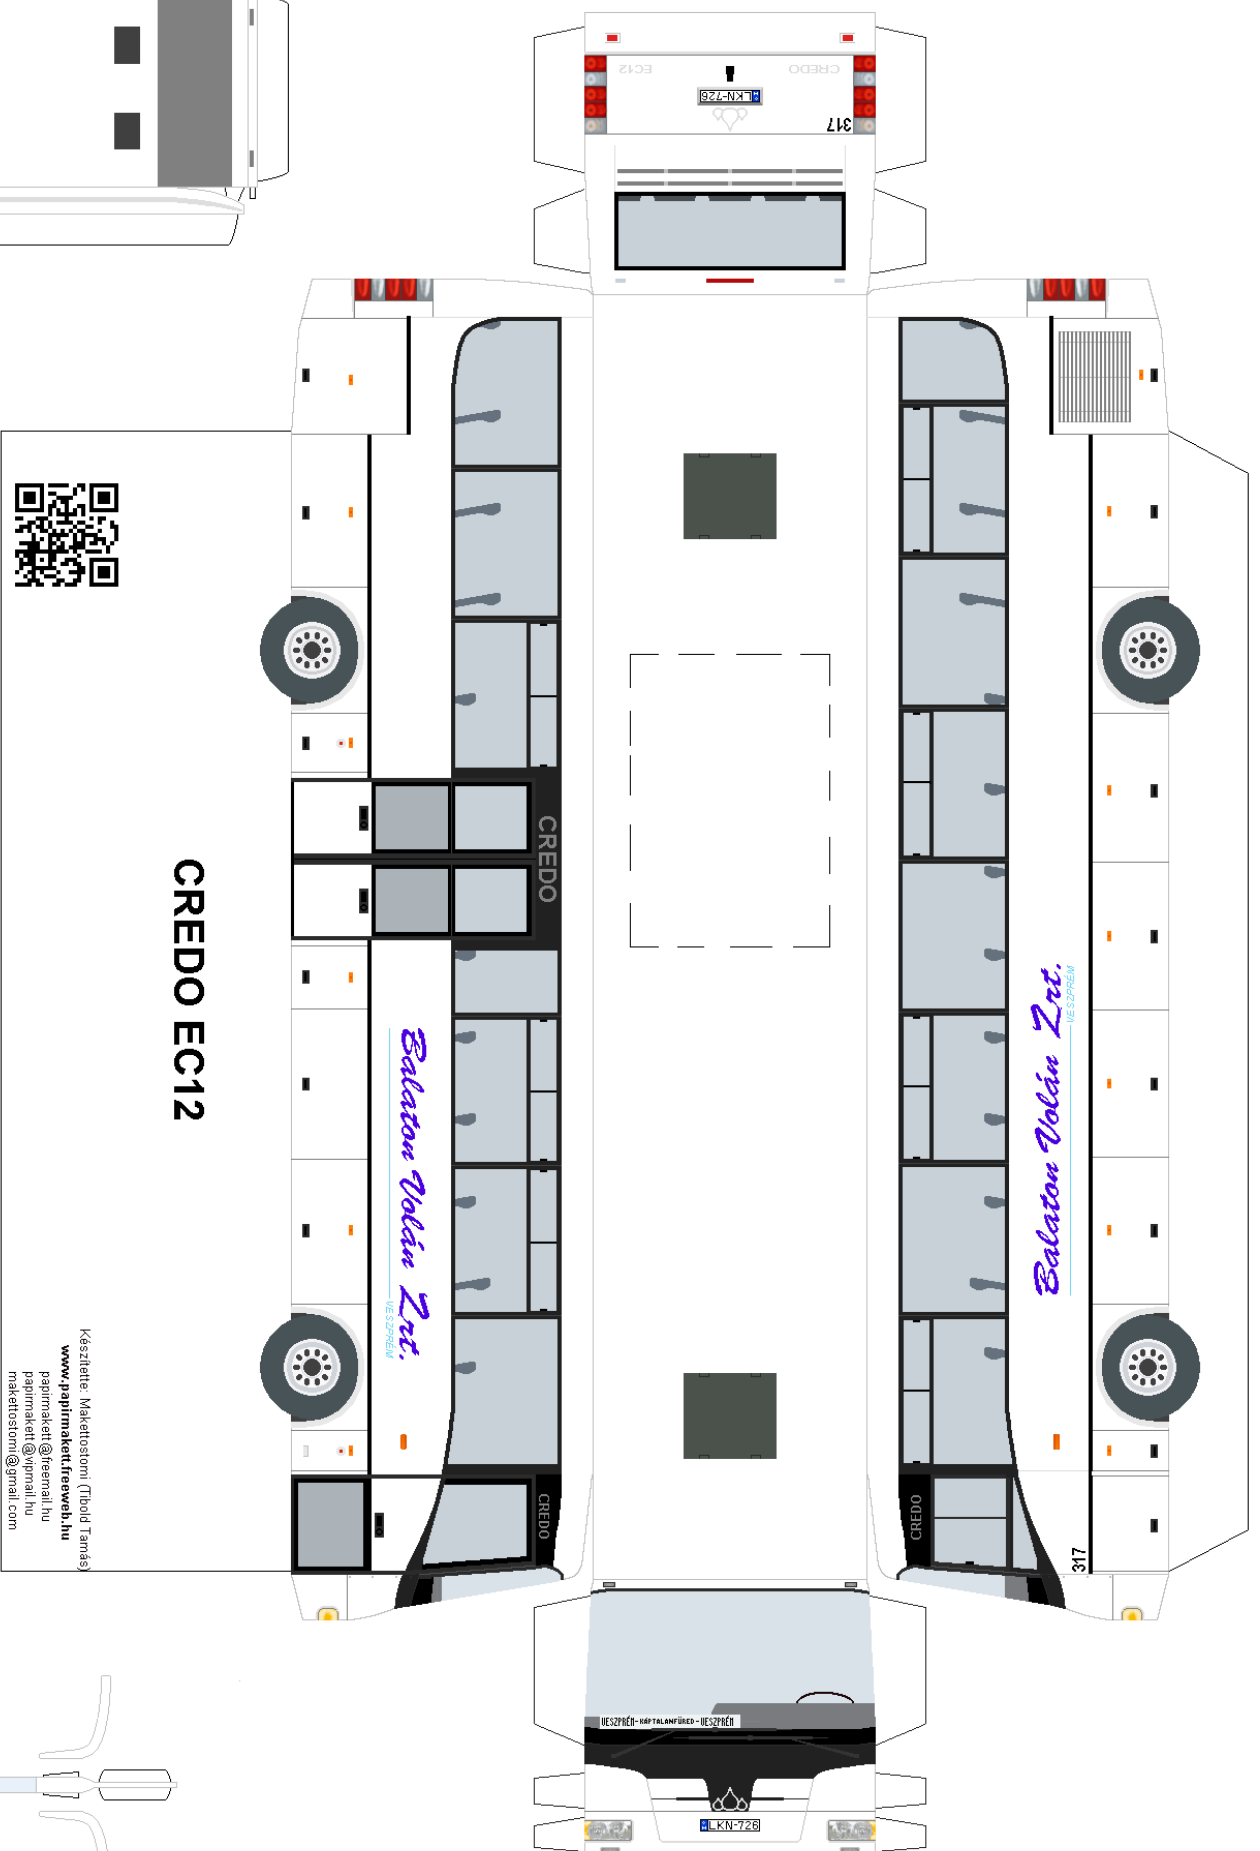 EC12
CREDO
LKN-726
317
CREDO
CREDO EC12
Balaton Volán Zrt.
VESZPRÉM
Balaton Volán Zrt.
VESZPRÉM
Készítette: Makettostomi (Tibold Tamás)
www.papirmakett.freeweb.hu
papirmakett@freemail.hu
papirmakett@vipmail.hu
makettostomi@gmail.com
CREDO
CREDO
317
VESZPRÉM - KÁPTALANFÜRED - VESZPRÉM
LKN-726